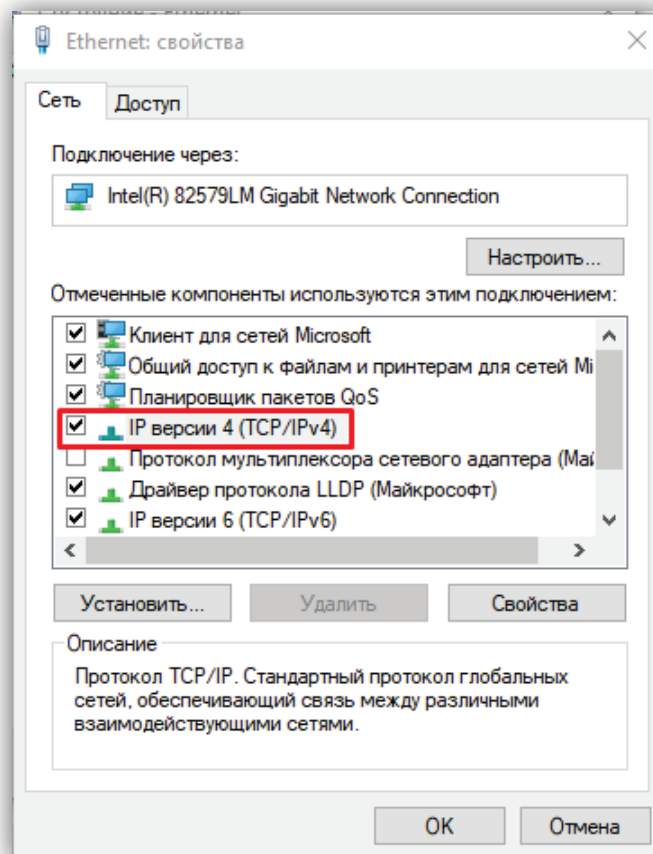 Ethernet: свойства
Сеть
Доступ
Подключение через:
Intel(R) 82579LM Gigabit Network Connection
Настроить...
Отмеченные компоненты используются этим подключением:
Клиент для сетей Microsoft
Общий доступ к файлам и принтерам для сетей Mi
Планировщик пакетов QoS
IP версии 4 (TCP/IPv4)
Протокол мультиплексора сетевого адаптера (Май
Драйвер протокола LLDP (Майкрософт)
IP версии 6 (TCP/IPv6)
Установить...
Удалить
Свойства
Описание
Протокол TCP/IP. Стандартный протокол глобальных
сетей, обеспечивающий связь между различными
взаимодействующими сетями.
OK
Отмена